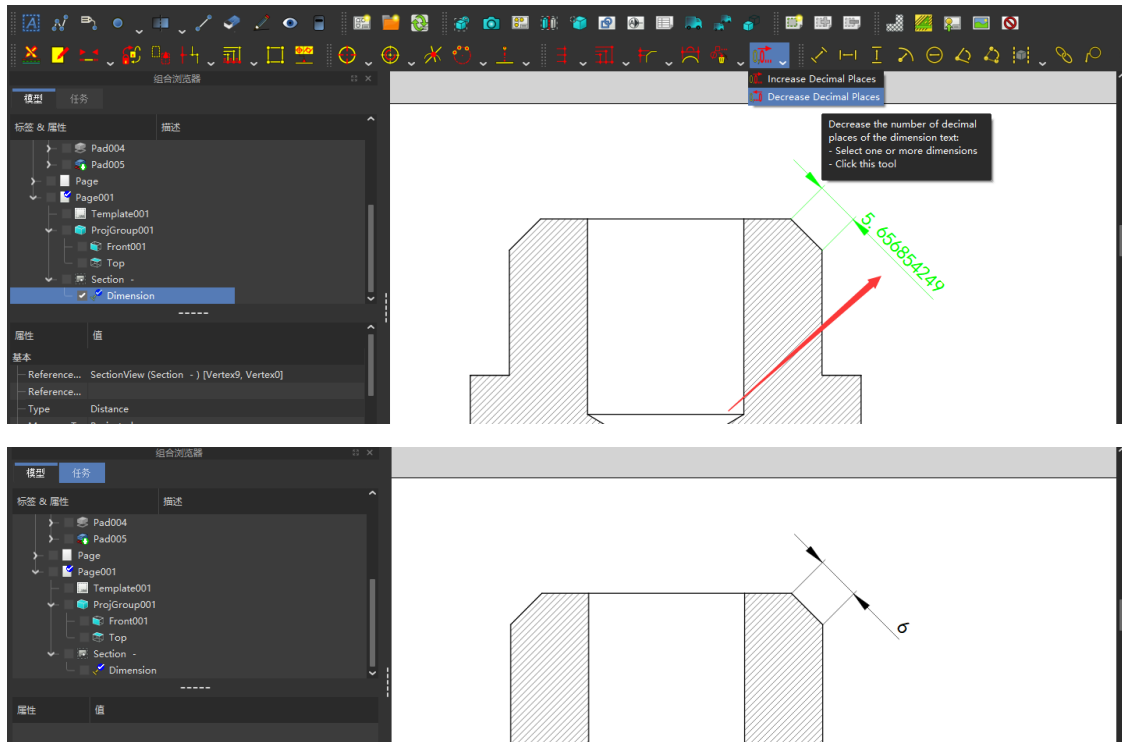 组合浏览器
模型 任务
标签 & 属性 描述
Pad004
Pad005
Page
Page001
Template001
ProjGroup001
Front001
Top
Section -
Dimension
属性 值
基本
Reference... SectionView (Section - ) [Vertex9, Vertex0]
Reference...
Type Distance
Increase Decimal Places
Decrease Decimal Places
Decrease the number of decimal
places of the dimension text:
- Select one or more dimensions
- Click this tool
5.656854249
组合浏览器
模型 任务
标签 & 属性 描述
Pad004
Pad005
Page
Page001
Template001
ProjGroup001
Front001
Top
Section -
Dimension
属性 值
6